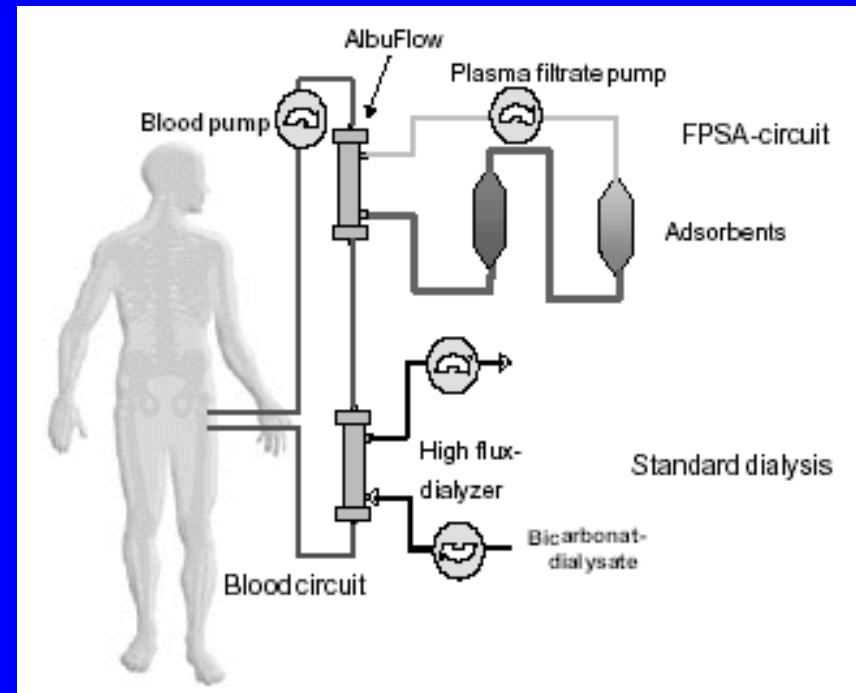 AlbuFlow
Plasma filtrate pump
Blood pump
FPSA-circuit
Adsorbents
High flux-
dialyzer
Standard dialysis
Bicarbonat-
dialysate
Blood circuit